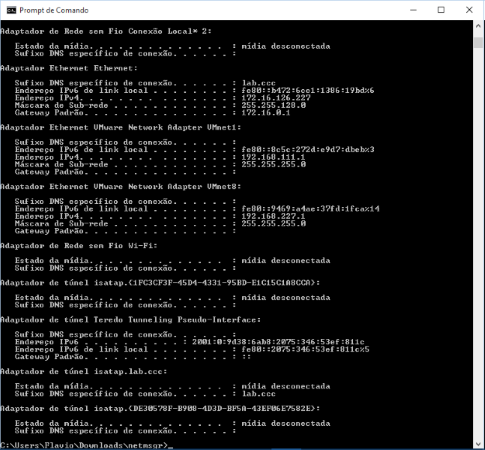 Prompt de Comando
Adaptador de Rede sem Fio Conexão Local* 2:
Estado da mídia. . . . . . . . . . . . . . : mídia desconectada
Sufixo DNS específico de conexão. . . . . . :
Adaptador Ethernet Ethernet:
Sufixo DNS específico de conexão. . . . . . : lab.ccc
Endereço IPv6 de link local . . . . . . . . : fe80::b472:6ee1:1386:19bd%6
Endereço IPv4. . . . . . . . . . . . . . . : 172.16.126.227
Máscara de Sub-rede . . . . . . . . . . . . : 255.255.128.0
Gateway Padrão. . . . . . . . . . . . . . . : 172.16.0.1
Adaptador Ethernet VMware Network Adapter VMnet1:
Sufixo DNS específico de conexão. . . . . . :
Endereço IPv6 de link local . . . . . . . . : fe80::8c5c:272d:e9d7:dbeb%3
Endereço IPv4. . . . . . . . . . . . . . . : 192.168.111.1
Máscara de Sub-rede . . . . . . . . . . . . : 255.255.255.0
Gateway Padrão. . . . . . . . . . . . . . . :
Adaptador Ethernet VMware Network Adapter VMnet8:
Sufixo DNS específico de conexão. . . . . . :
Endereço IPv6 de link local . . . . . . . . : fe80::9469:a4ae:37fd:1fca%14
Endereço IPv4. . . . . . . . . . . . . . . : 192.168.227.1
Máscara de Sub-rede . . . . . . . . . . . . : 255.255.255.0
Gateway Padrão. . . . . . . . . . . . . . . :
Adaptador de Rede sem Fio Wi-Fi:
Estado da mídia. . . . . . . . . . . . . . : mídia desconectada
Sufixo DNS específico de conexão. . . . . . :
Adaptador de túnel isatap.{1FC3CF3F-45D4-4331-95BD-E1C15C1A8CCA}:
Estado da mídia. . . . . . . . . . . . . . : mídia desconectada
Sufixo DNS específico de conexão. . . . . . :
Adaptador de túnel Teredo Tunneling Pseudo-Interface:
Sufixo DNS específico de conexão. . . . . . :
Endereço IPv6 . . . . . . . . . . : 2001:0:9d38:6ab8:2075:346:53ef:811c
Endereço IPv6 de link local . . . . . . . . : fe80::2075:346:53ef:811c%5
Gateway Padrão. . . . . . . . . . . . . . . : ::
Adaptador de túnel isatap.lab.ccc:
Estado da mídia. . . . . . . . . . . . . . : mídia desconectada
Sufixo DNS específico de conexão. . . . . . :
Adaptador de túnel isatap.{DE30578F-B908-4D3D-BF5A-43EF06E7582E}:
Estado da mídia. . . . . . . . . . . . . . : mídia desconectada
Sufixo DNS específico de conexão. . . . . . :
C:\Users\Flavio\Downloads\netmsgr>_